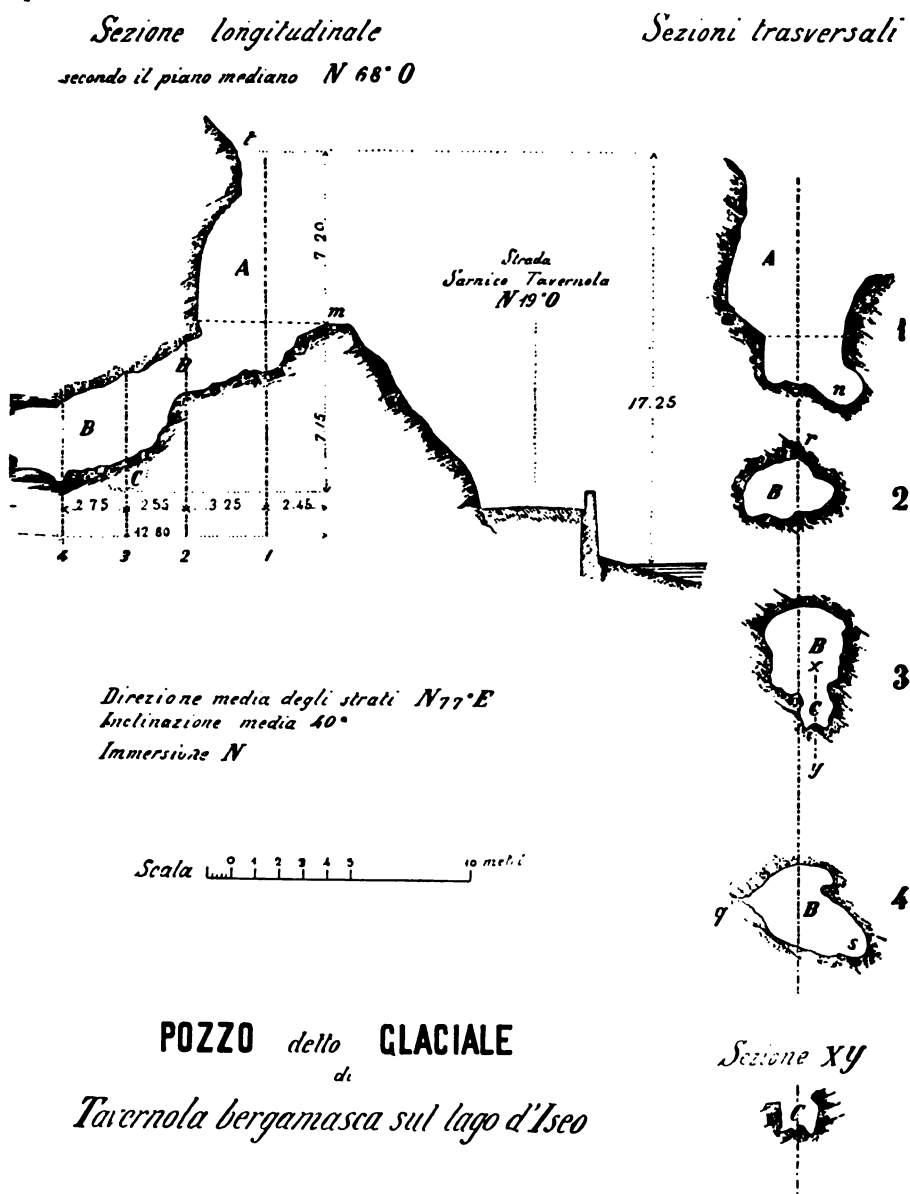 Sezione longitudinale
secondo il piano mediano N 68° O
t
A
7 20
m
Strada
Sarnico Tavernola
N 19° O
17.25
B
B
7.15
C
2 75 2 55 3 25 2.45
12 80
4 3 2 1
Direzione media degli strati N 77° E
Inclinazione media 40°
Immersione N
Scala 0 1 2 3 4 5 10 metri
POZZO detto GLACIALE
di
Tavernola bergamasca sul lago d'Iseo
Sezioni trasversali
A
1
n
r
B
2
B
x
3
C
y
q
B
4
s
Sezione XY
C